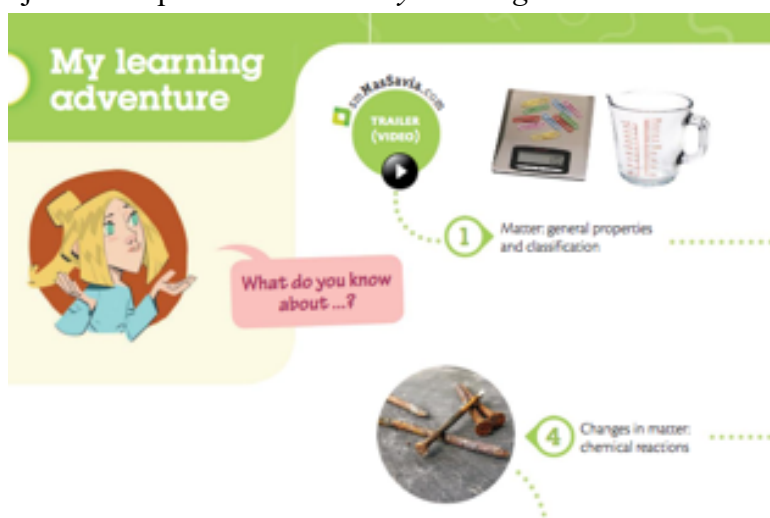 My learning
adventure
smMasSavia.com
TRAILER
(VIDEO)
1
Matter: general properties
and classification
What do you know
about ...?
4
Changes in matter:
chemical reactions